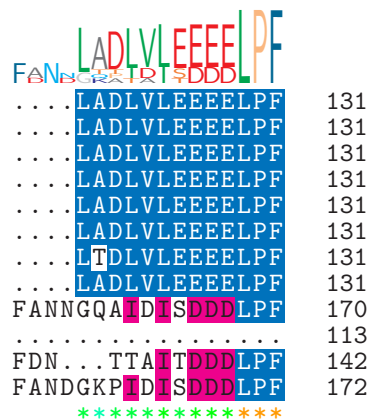 FANNLADLVLEEEELPF
....LADLVLEEEELPF 131
....LADLVLEEEELPF 131
....LADLVLEEEELPF 131
....LADLVLEEEELPF 131
....LADLVLEEEELPF 131
....LADLVLEEEELPF 131
....LTDLVLEEEELPF 131
....LADLVLEEEELPF 131
FANNGQAIDISDDDLPF 170
................. 113
FDN...TTAITDDDLPF 142
FANDGKPIDISDDDLPF 172
*************